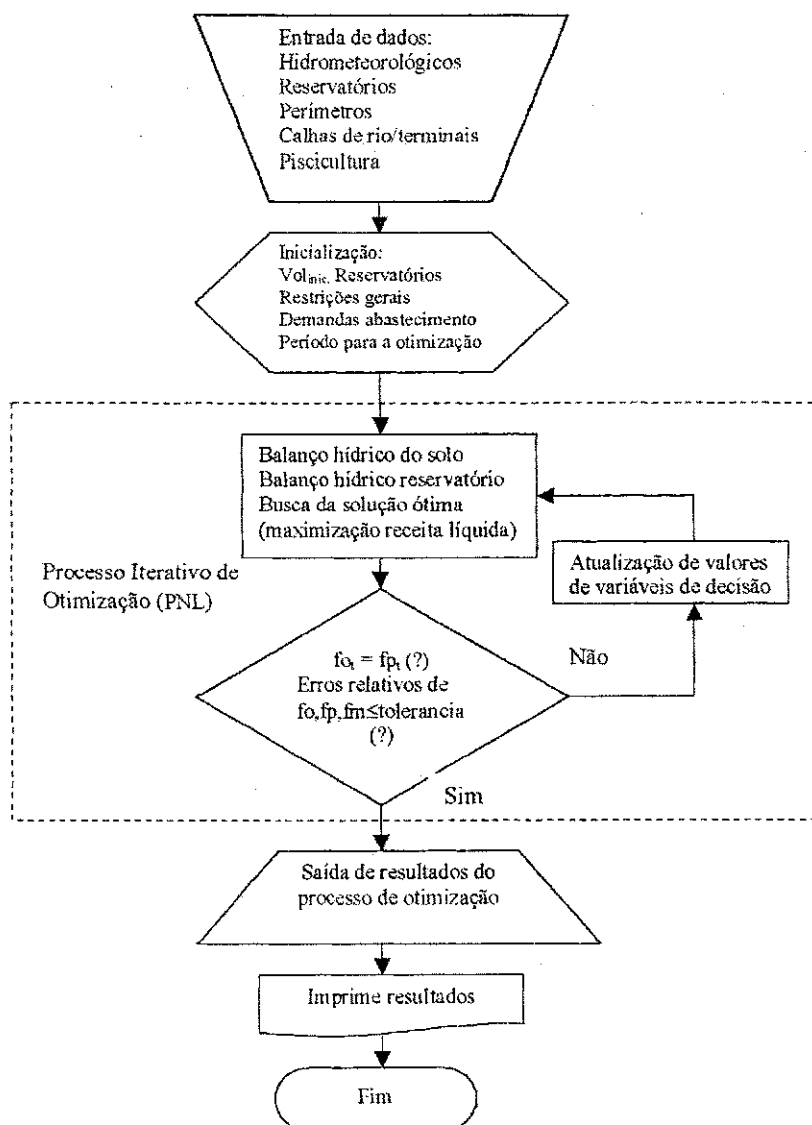 Entrada de dados:
Hidrometeorológicos
Reservatórios
Perímetros
Calhas de rio/terminais
Piscicultura
Inicialização:
Vol_inic. Reservatórios
Restrições gerais
Demandas abastecimento
Período para a otimização
Balanço hídrico do solo
Balanço hídrico reservatório
Busca da solução ótima
(maximização receita líquida)
Atualização de valores
de variáveis de decisão
Processo Iterativo de
Otimização (PNL)
fo_t = fp_t (?)
Erros relativos de
fo,fp,fm≤tolerancia
(?)
Não
Sim
Saída de resultados do
processo de otimização
Imprime resultados
Fim